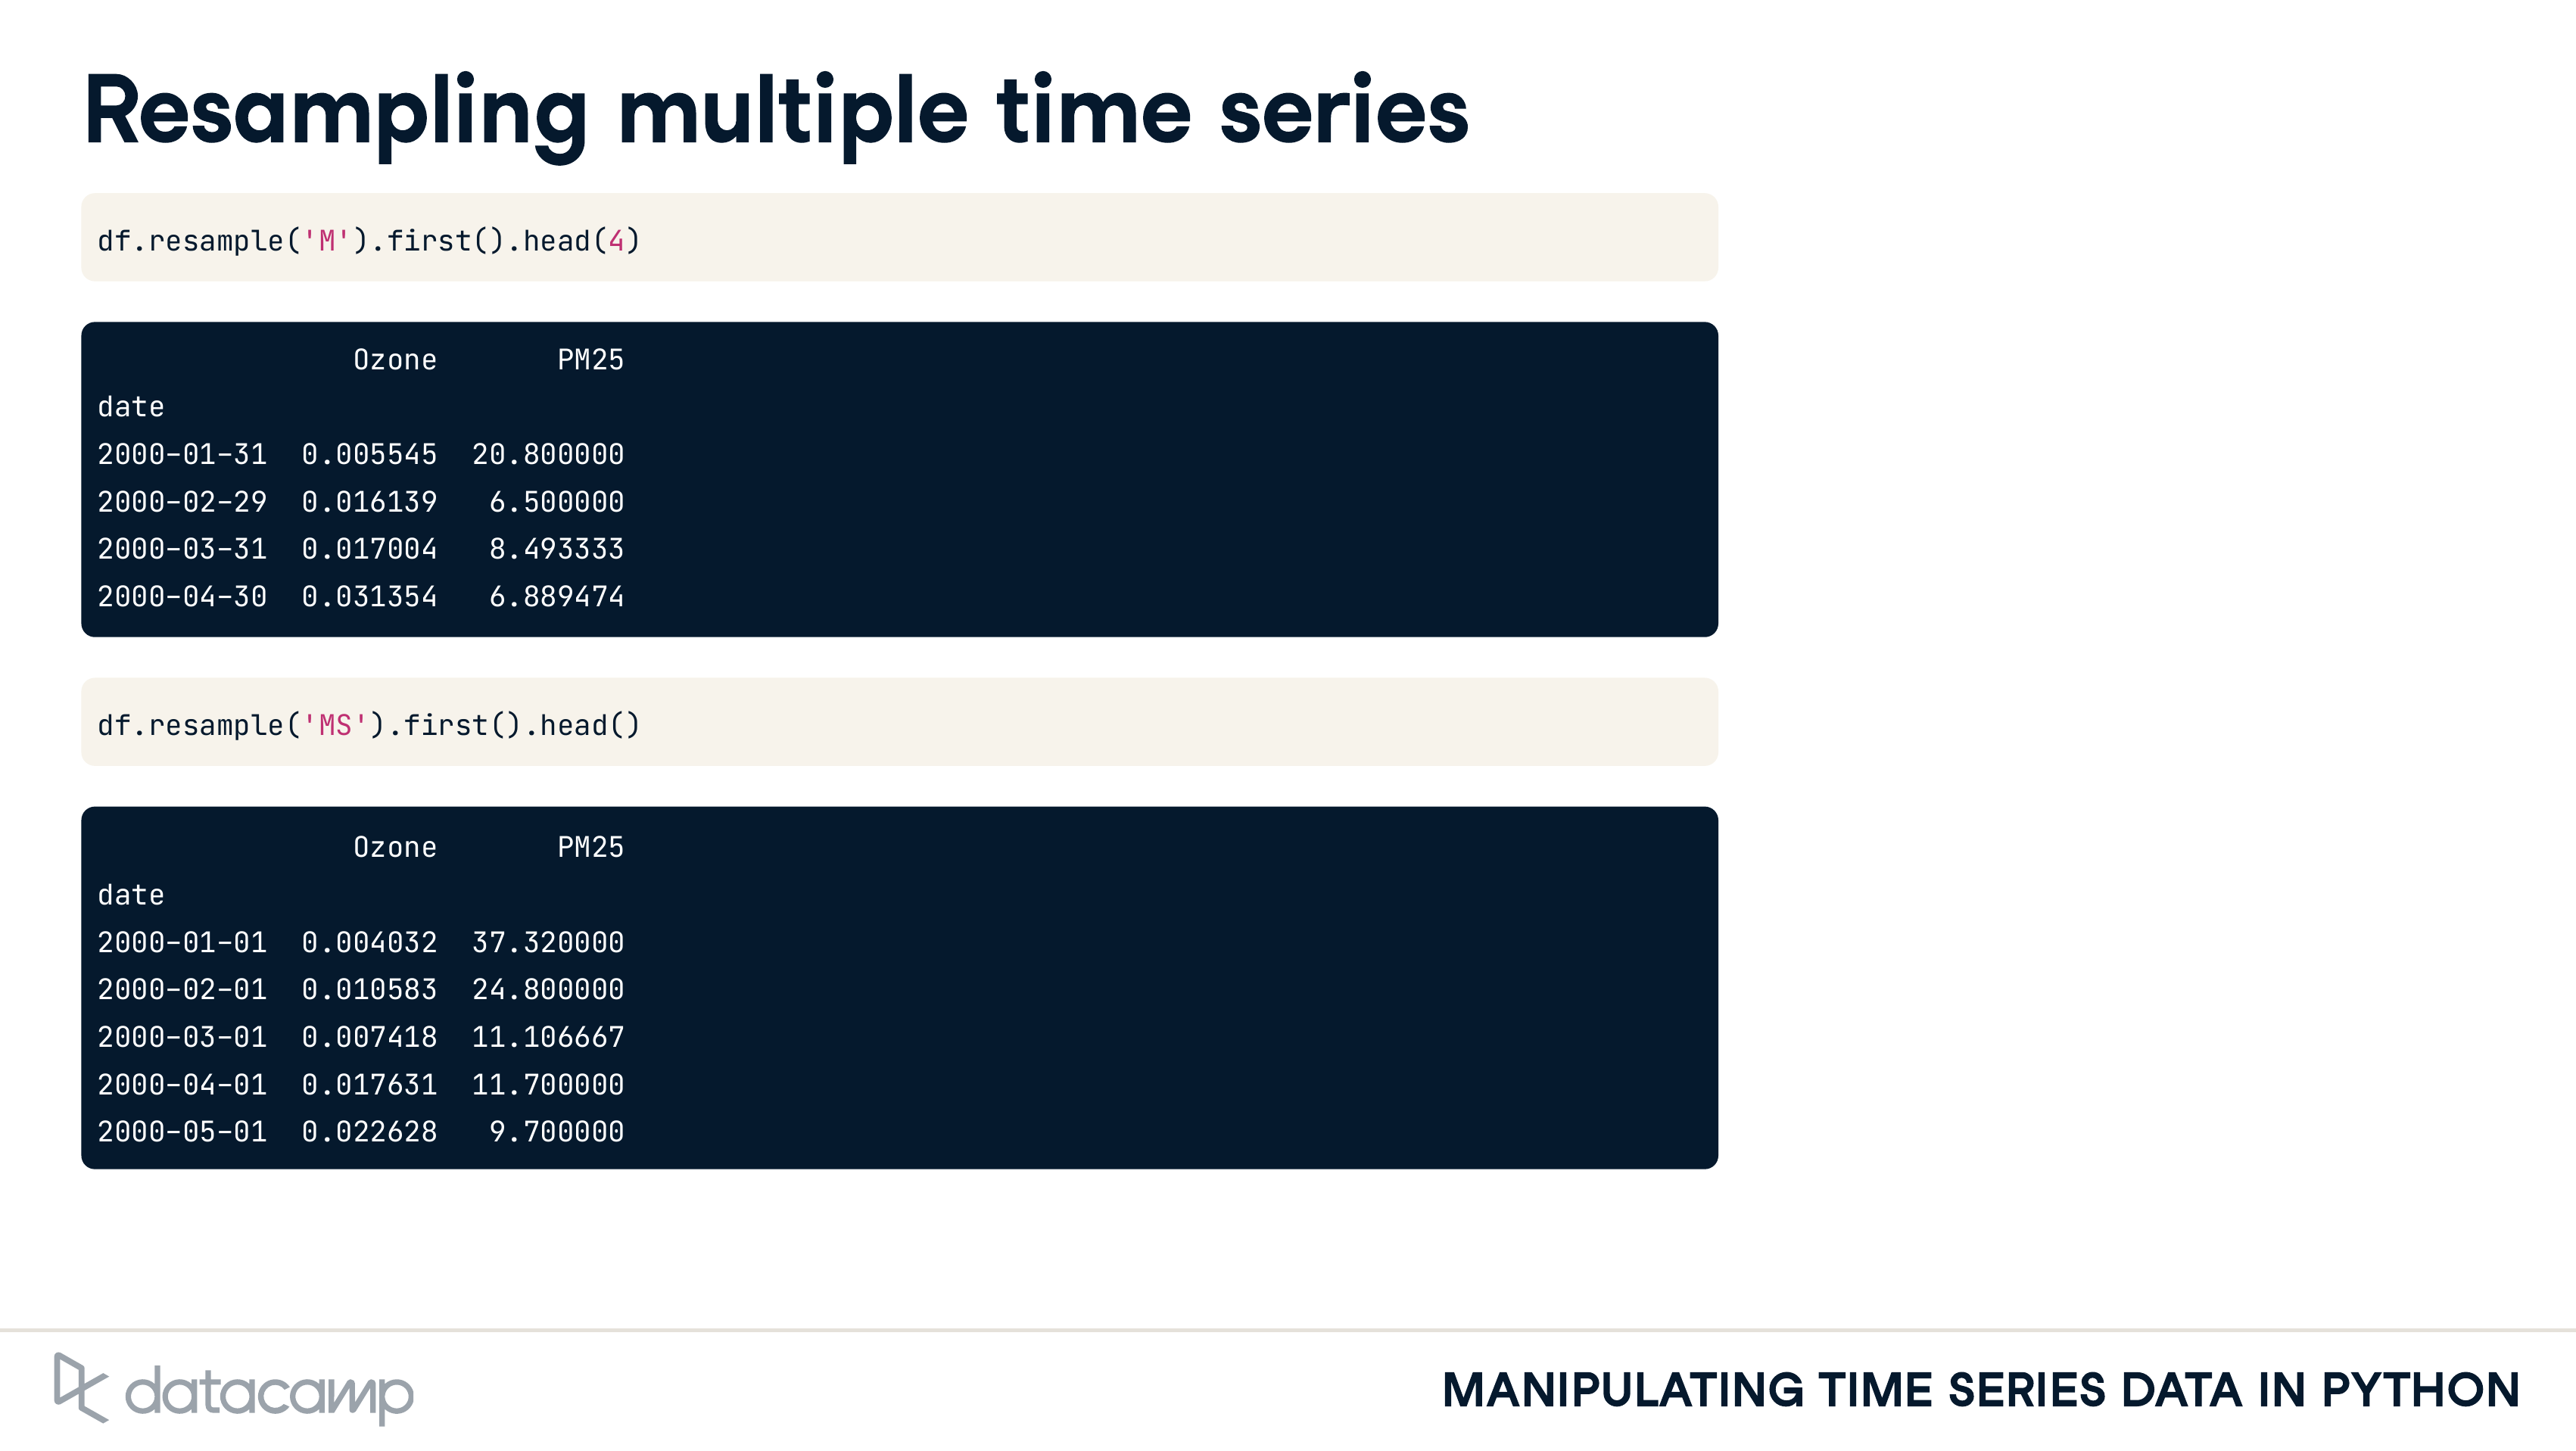 Resampling multiple time series
df.resample('M').first().head(4)
               Ozone       PM25
date
2000-01-31  0.005545  20.800000
2000-02-29  0.016139   6.500000
2000-03-31  0.017004   8.493333
2000-04-30  0.031354   6.889474
df.resample('MS').first().head()
               Ozone       PM25
date
2000-01-01  0.004032  37.320000
2000-02-01  0.010583  24.800000
2000-03-01  0.007418  11.106667
2000-04-01  0.017631  11.700000
2000-05-01  0.022628   9.700000
datacamp
MANIPULATING TIME SERIES DATA IN PYTHON